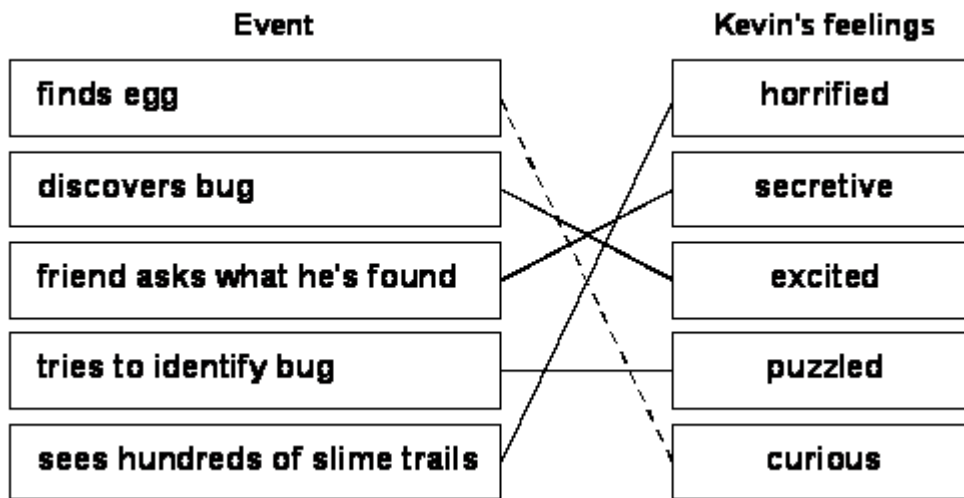 Event
Kevin's feelings
finds egg
horrified
discovers bug
secretive
friend asks what he's found
excited
tries to identify bug
puzzled
sees hundreds of slime trails
curious